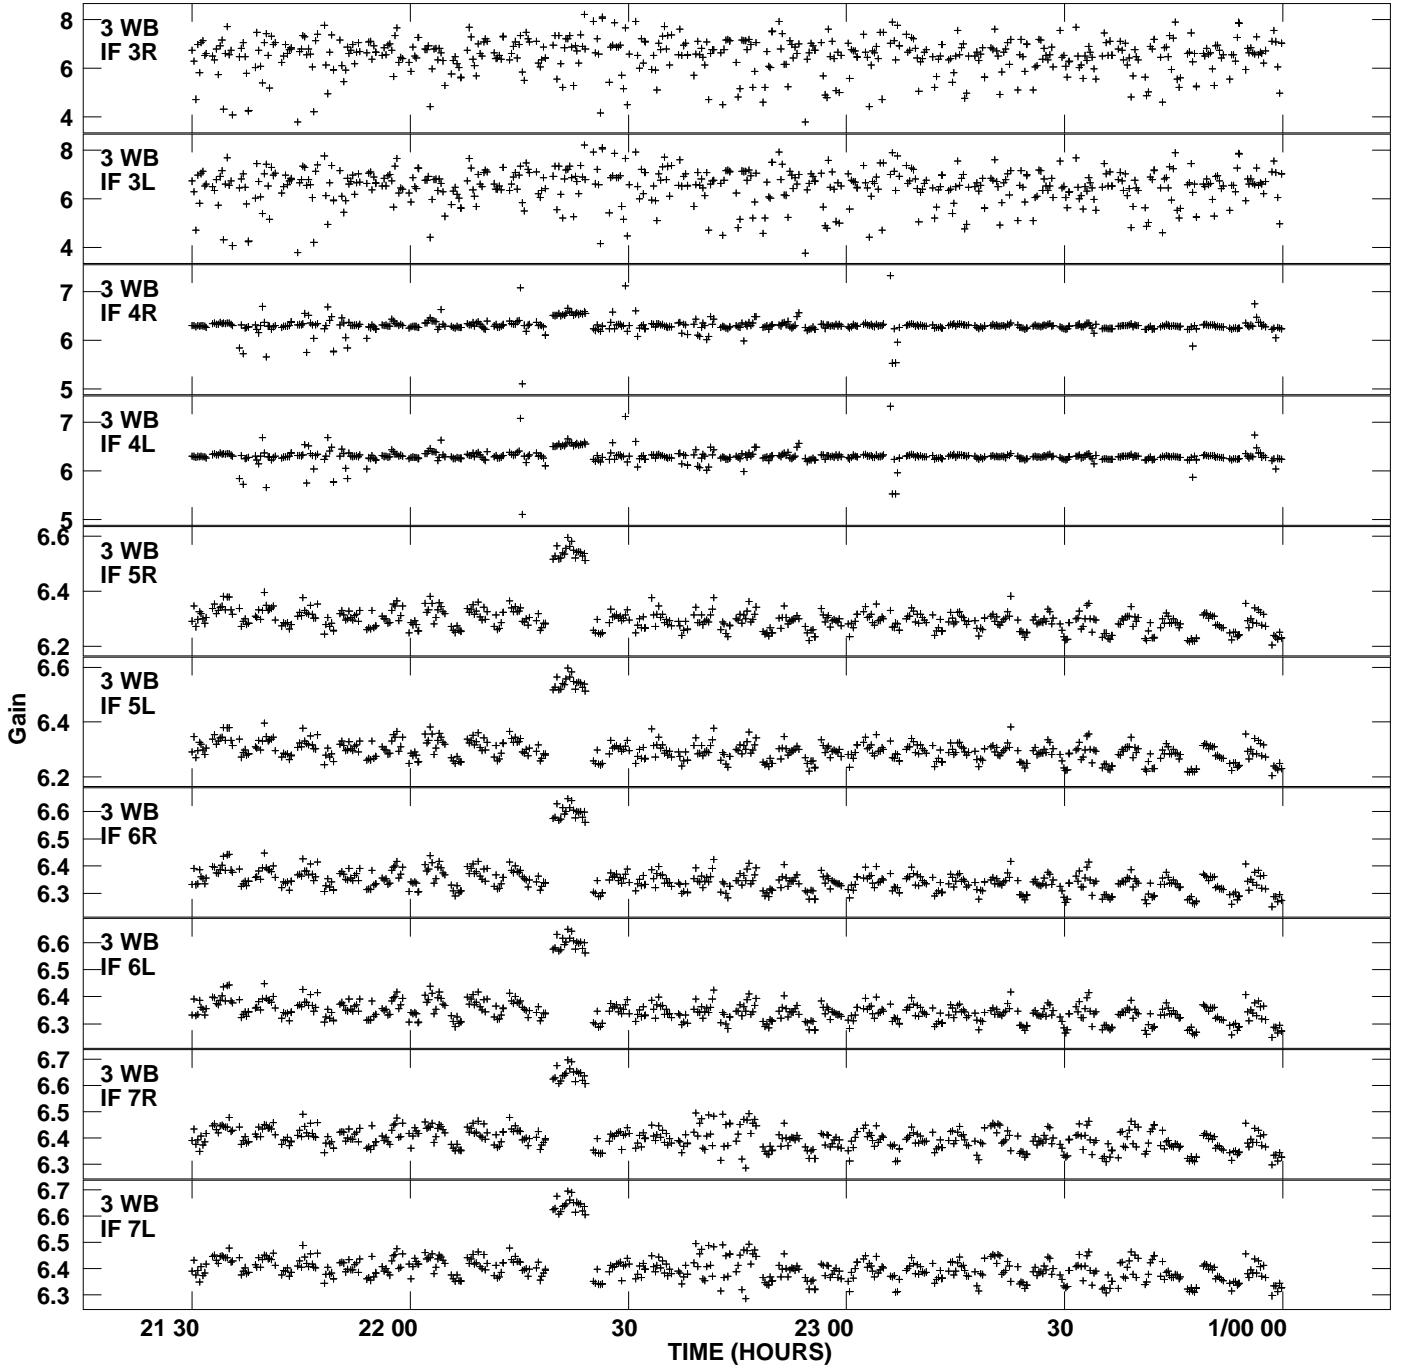 8
6
4
3 WB
IF 3R
8
6
4
3 WB
IF 3L
7
6
5
3 WB
IF 4R
7
6
5
3 WB
IF 4L
6.6
6.4
6.2
3 WB
IF 5R
6.6
6.4
6.2
3 WB
IF 5L
Gain
6.6
6.5
6.4
6.3
3 WB
IF 6R
6.6
6.5
6.4
6.3
3 WB
IF 6L
6.7
6.6
6.5
6.4
6.3
3 WB
IF 7R
6.7
6.6
6.5
6.4
6.3
3 WB
IF 7L
21 30 22 00 30 23 00 30 1/00 00
TIME (HOURS)